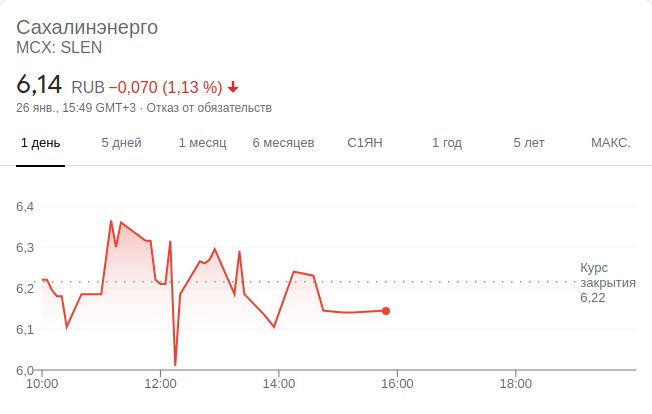 Сахалинэнерго
MCX: SLEN
6,14 RUB −0,070 (1,13 %)
26 янв., 15:49 GMT+3 · Отказ от обязательств
1 день 5 дней 1 месяц 6 месяцев С1ЯН 1 год 5 лет МАКС.
6,4
6,3
Курс
закрытия
6,2
6,22
6,1
6,0
10:00 12:00 14:00 16:00 18:00